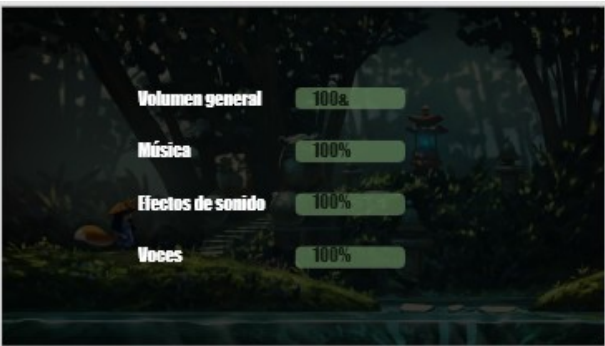 Volumen general 100&
Música 100%
Efectos de sonido 100%
Voces 100%